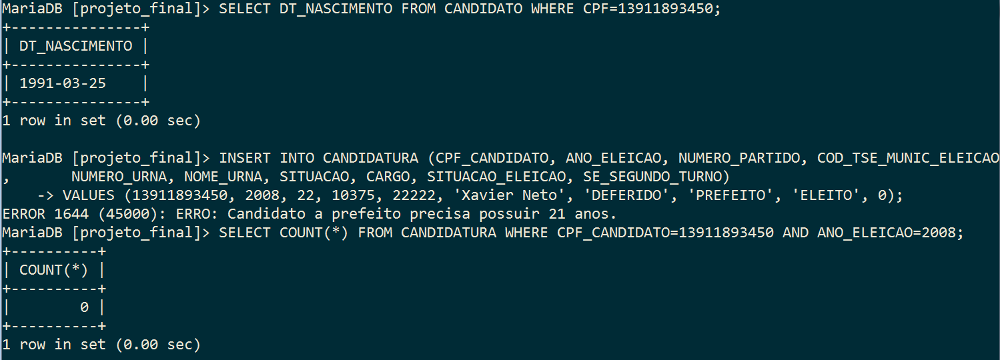 MariaDB [projeto_final]> SELECT DT_NASCIMENTO FROM CANDIDATO WHERE CPF=13911893450;
+---------------+
| DT_NASCIMENTO |
+---------------+
| 1991-03-25    |
+---------------+
1 row in set (0.00 sec)

MariaDB [projeto_final]> INSERT INTO CANDIDATURA (CPF_CANDIDATO, ANO_ELEICAO, NUMERO_PARTIDO, COD_TSE_MUNIC_ELEICAO
,       NUMERO_URNA, NOME_URNA, SITUACAO, CARGO, SITUACAO_ELEICAO, SE_SEGUNDO_TURNO)
    -> VALUES (13911893450, 2008, 22, 10375, 22222, 'Xavier Neto', 'DEFERIDO', 'PREFEITO', 'ELEITO', 0);
ERROR 1644 (45000): ERRO: Candidato a prefeito precisa possuir 21 anos.
MariaDB [projeto_final]> SELECT COUNT(*) FROM CANDIDATURA WHERE CPF_CANDIDATO=13911893450 AND ANO_ELEICAO=2008;
+----------+
| COUNT(*) |
+----------+
|        0 |
+----------+
1 row in set (0.00 sec)